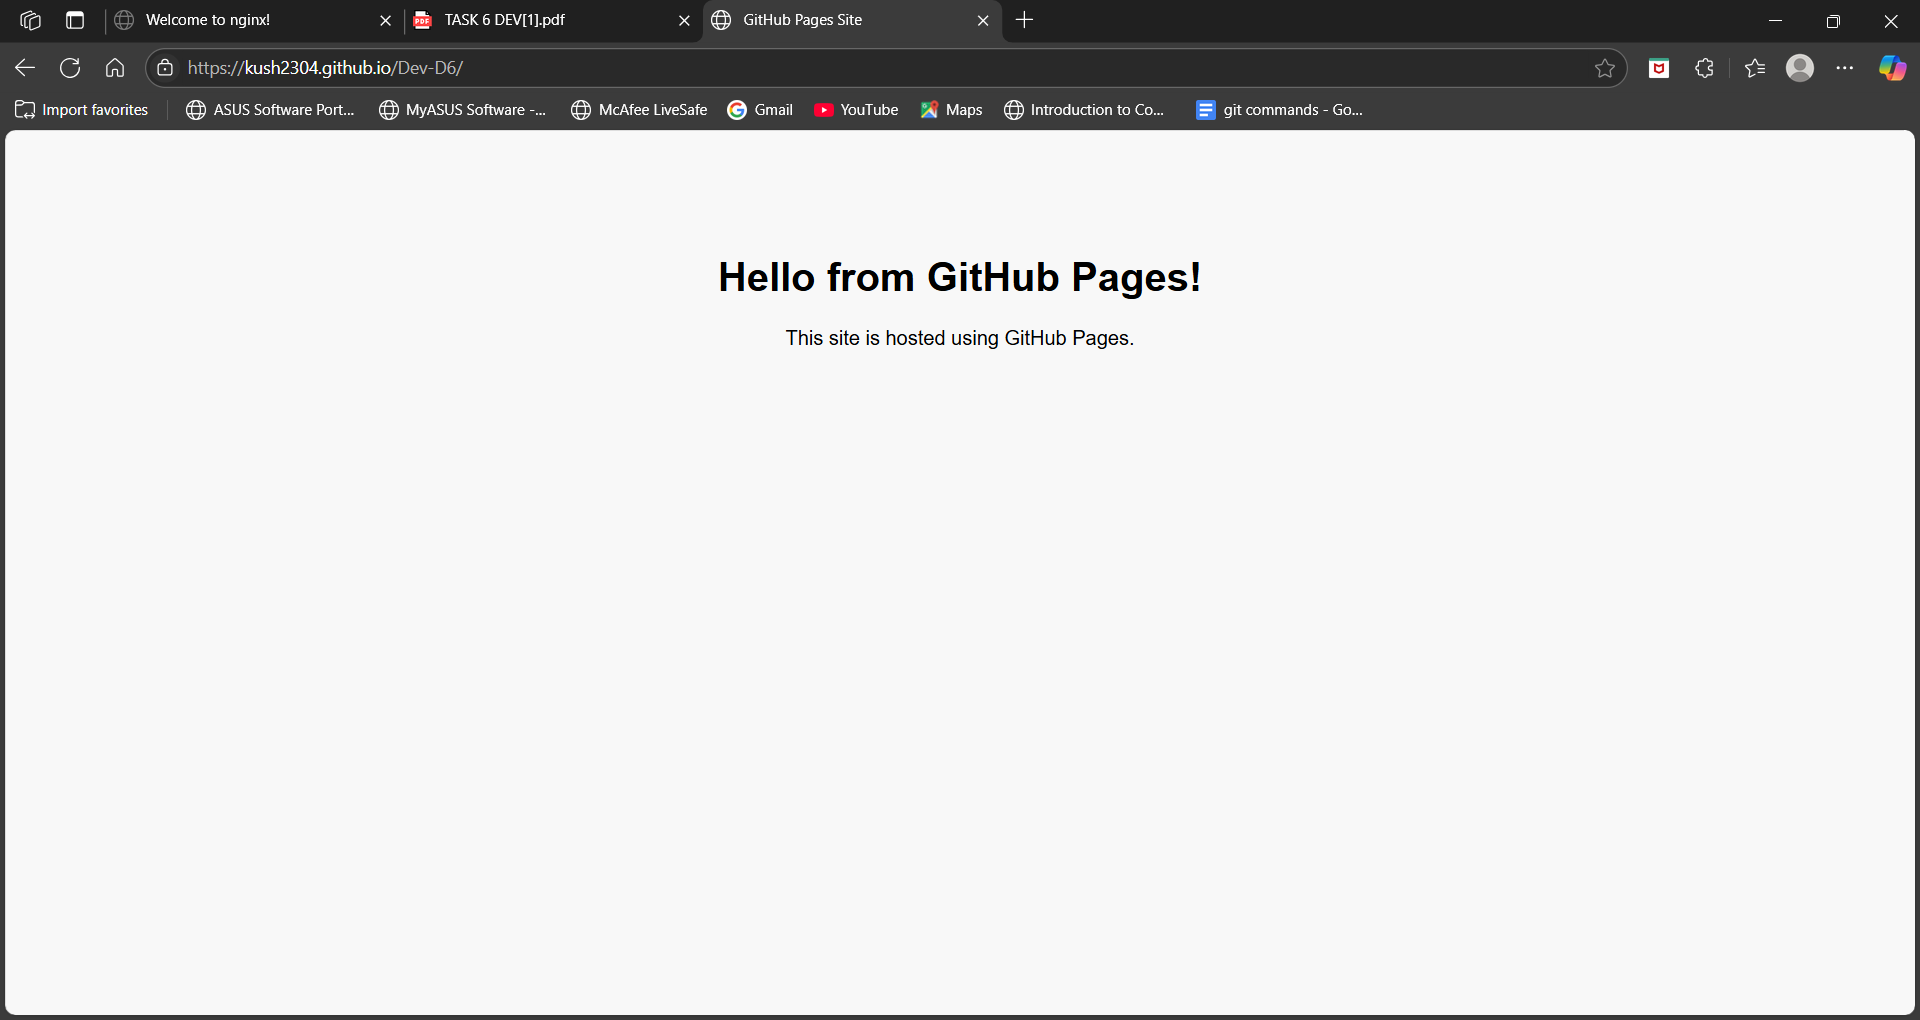 Welcome to nginx!
TASK 6 DEV[1].pdf
GitHub Pages Site
https://kush2304.github.io/Dev-D6/
Import favorites
ASUS Software Port...
MyASUS Software -...
McAfee LiveSafe
Gmail
YouTube
Maps
Introduction to Co...
git commands - Go...
Hello from GitHub Pages!
This site is hosted using GitHub Pages.